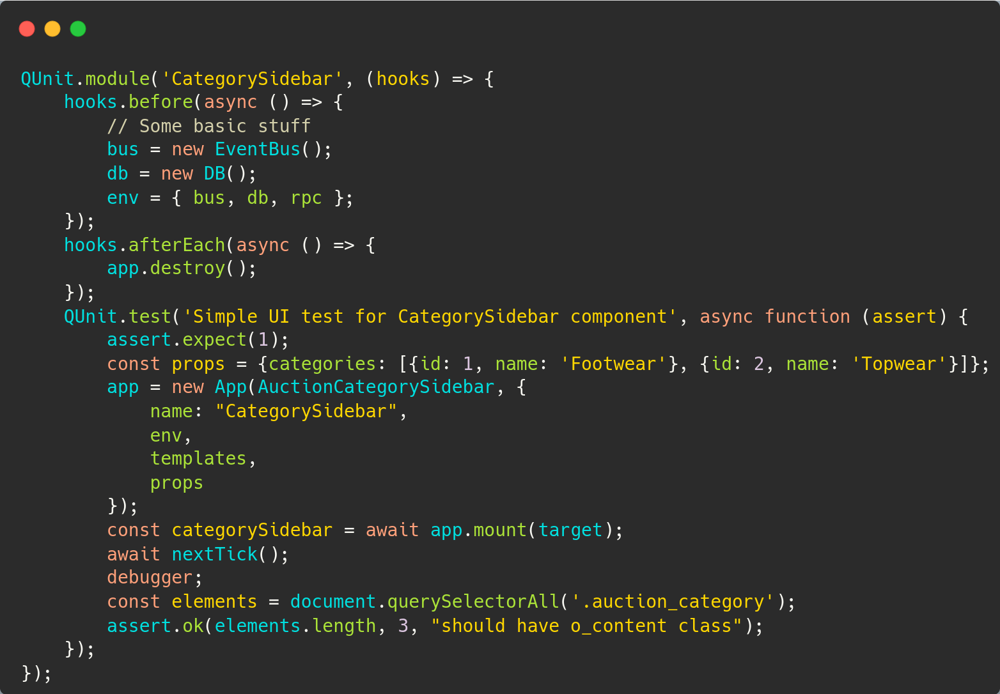 QUnit.module('CategorySidebar', (hooks) => {
    hooks.before(async () => {
        // Some basic stuff
        bus = new EventBus();
        db = new DB();
        env = { bus, db, rpc };
    });
    hooks.afterEach(async () => {
        app.destroy();
    });
    QUnit.test('Simple UI test for CategorySidebar component', async function (assert) {
        assert.expect(1);
        const props = {categories: [{id: 1, name: 'Footwear'}, {id: 2, name: 'Topwear'}]};
        app = new App(AuctionCategorySidebar, {
            name: "CategorySidebar",
            env,
            templates,
            props
        });
        const categorySidebar = await app.mount(target);
        await nextTick();
        debugger;
        const elements = document.querySelectorAll('.auction_category');
        assert.ok(elements.length, 3, "should have o_content class");
    });
});